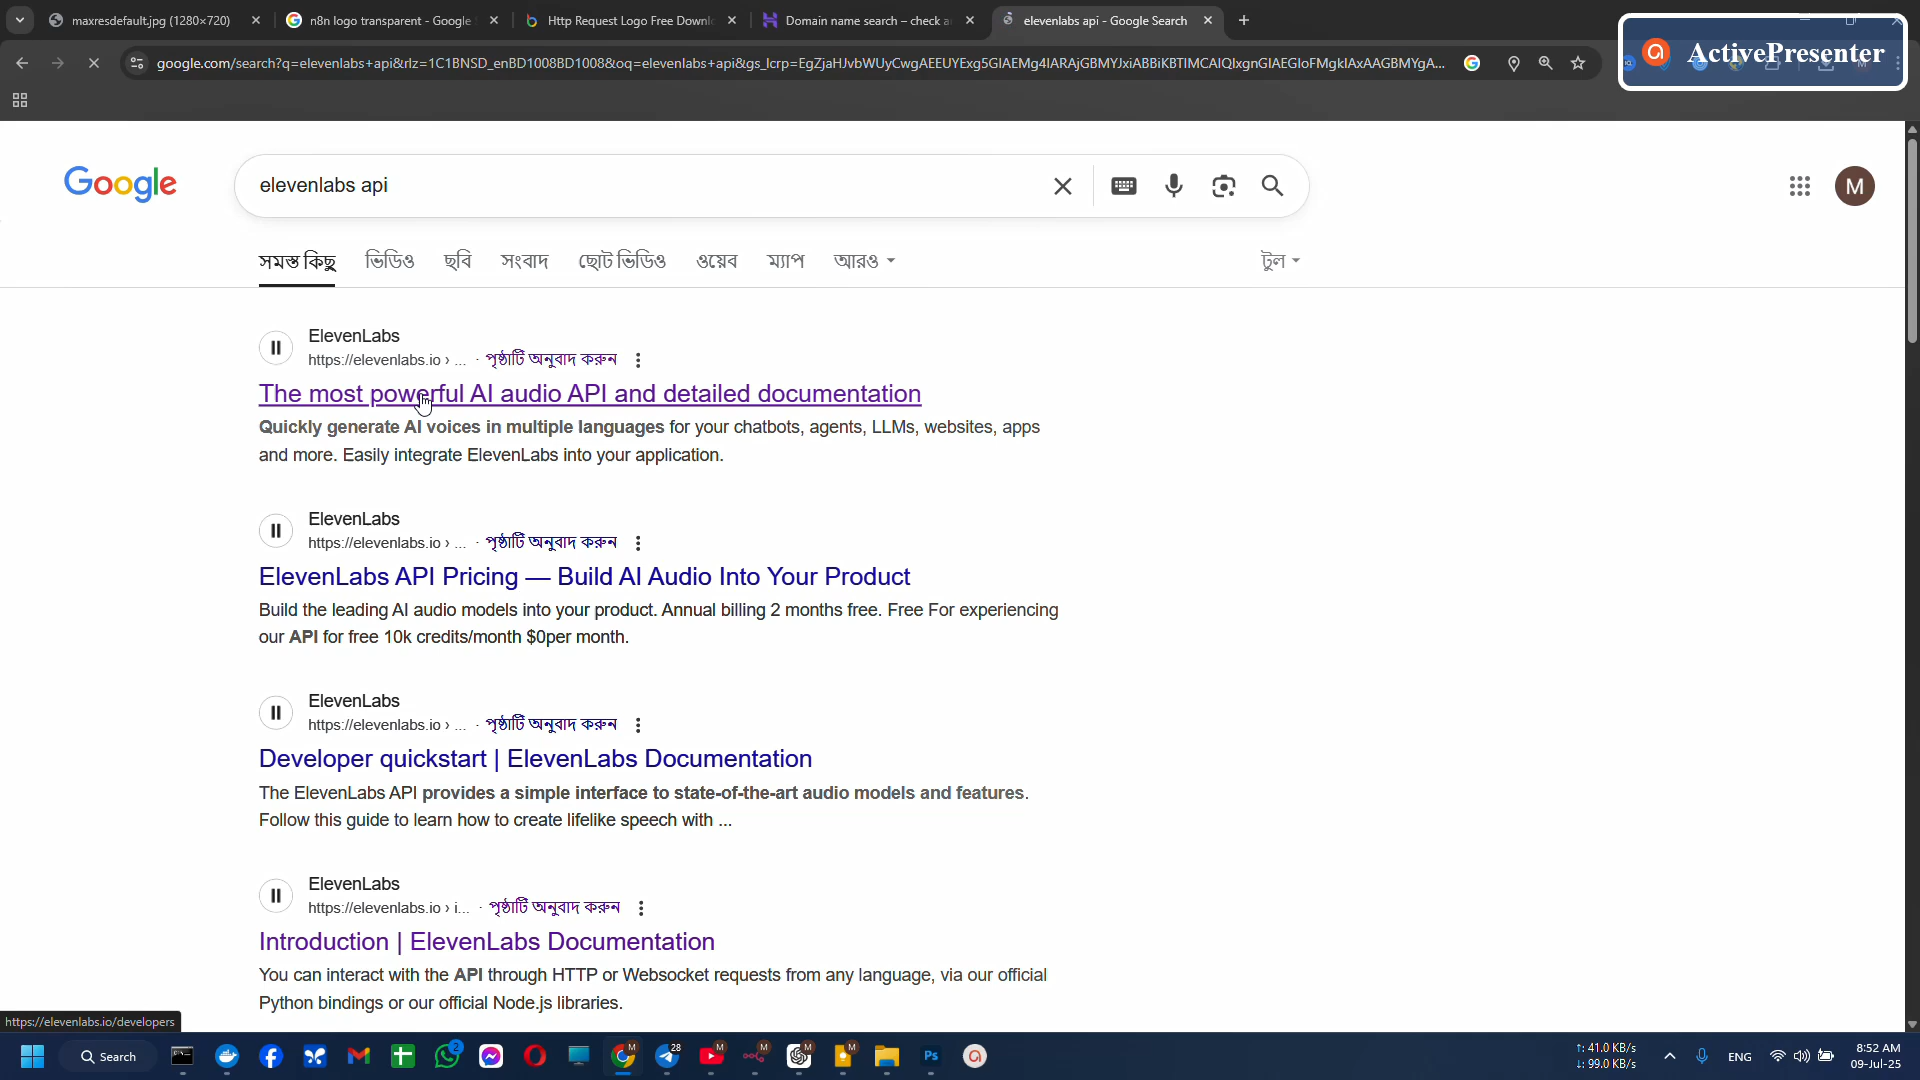 maxresdefault.jpg (1280×720)
n8n logo transparent - Google
Http Request Logo Free Downl
Domain name search – check a
elevenlabs api - Google Search
google.com/search?q=elevenlabs+api&rlz=1C1BNSD_enBD1008BD1008&oq=elevenlabs+api&gs_lcrp=EgZjaHJvbWUyCwgAEEUYExg5GIAEMg4IARAjGBMYJxiABBiKBTIMCAIQIxgnGIAEGIoFMgkIAxAAGBMYgA...
ActivePresenter
Google
elevenlabs api
M
সমস্ত কিছু
ভিডিও
ছবি
সংবাদ
ছোট ভিডিও
ওয়েব
ম্যাপ
আরও
টুল
ElevenLabs
https://elevenlabs.io › ... · পৃষ্ঠাটি অনুবাদ করুন
The most powerful AI audio API and detailed documentation
Quickly generate AI voices in multiple languages for your chatbots, agents, LLMs, websites, apps
and more. Easily integrate ElevenLabs into your application.
ElevenLabs
https://elevenlabs.io › ... · পৃষ্ঠাটি অনুবাদ করুন
ElevenLabs API Pricing — Build AI Audio Into Your Product
Build the leading AI audio models into your product. Annual billing 2 months free. Free For experiencing
our API for free 10k credits/month $0per month.
ElevenLabs
https://elevenlabs.io › ... · পৃষ্ঠাটি অনুবাদ করুন
Developer quickstart | ElevenLabs Documentation
The ElevenLabs API provides a simple interface to state-of-the-art audio models and features.
Follow this guide to learn how to create lifelike speech with ...
ElevenLabs
https://elevenlabs.io › i... · পৃষ্ঠাটি অনুবাদ করুন
Introduction | ElevenLabs Documentation
You can interact with the API through HTTP or Websocket requests from any language, via our official
Python bindings or our official Node.js libraries.
https://elevenlabs.io/developers
Search
2
M
28
M
M
M
M
Ps
↑: 41.0 KB/s
↓: 99.0 KB/s
ENG
8:52 AM
09-Jul-25